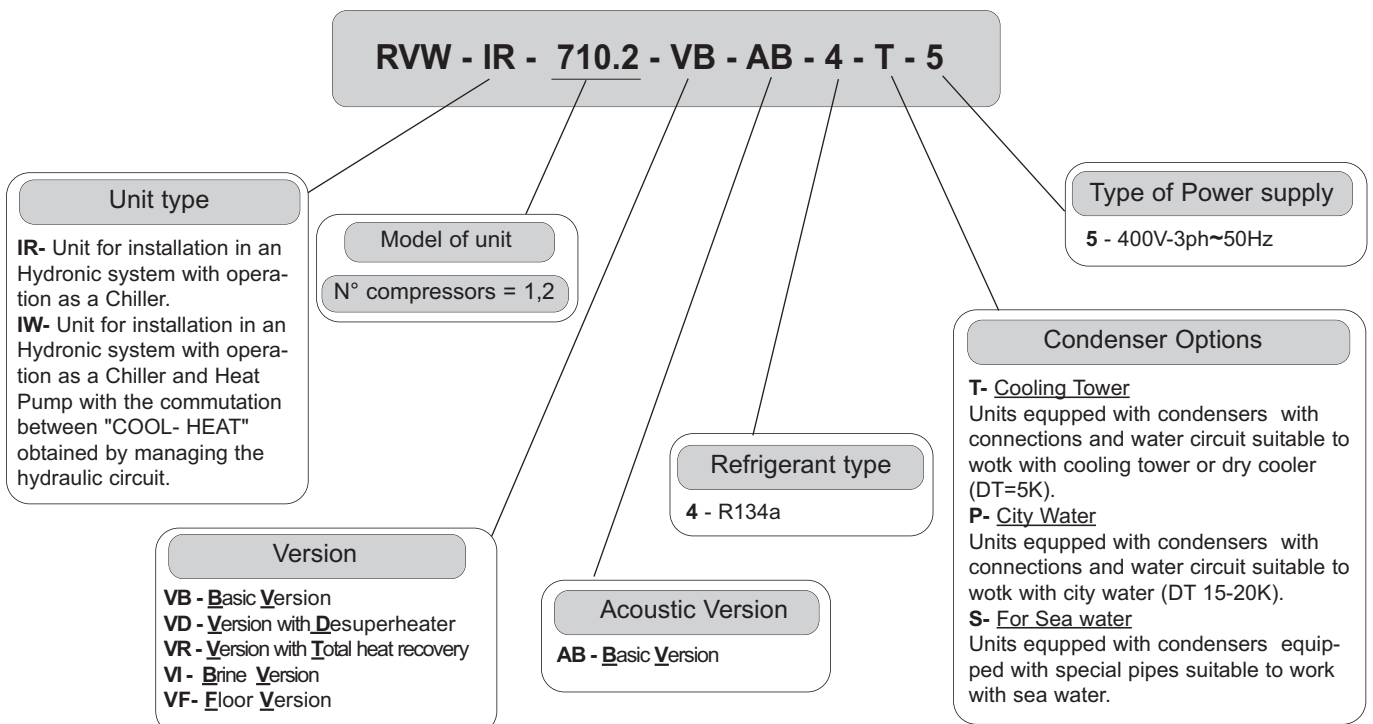 RVW - IR - 710.2 - VB - AB - 4 - T - 5
Unit type
IR- Unit for installation in an
Hydronic system with opera-
tion as a Chiller.
IW- Unit for installation in an
Hydronic system with opera-
tion as a Chiller and Heat
Pump with the commutation
between "COOL- HEAT"
obtained by managing the
hydraulic circuit.
Model of unit
N° compressors = 1,2
Version
VB - Basic Version
VD - Version with Desuperheater
VR - Version with Total heat recovery
VI - Brine Version
VF- Floor Version
Acoustic Version
AB - Basic Version
Refrigerant type
4 - R134a
Type of Power supply
5 - 400V-3ph~50Hz
Condenser Options
T- Cooling Tower
Units equpped with condensers with
connections and water circuit suitable to
wotk with cooling tower or dry cooler
(DT=5K).
P- City Water
Units equpped with condensers with
connections and water circuit suitable to
wotk with city water (DT 15-20K).
S- For Sea water
Units equpped with condensers equip-
ped with special pipes suitable to work
with sea water.